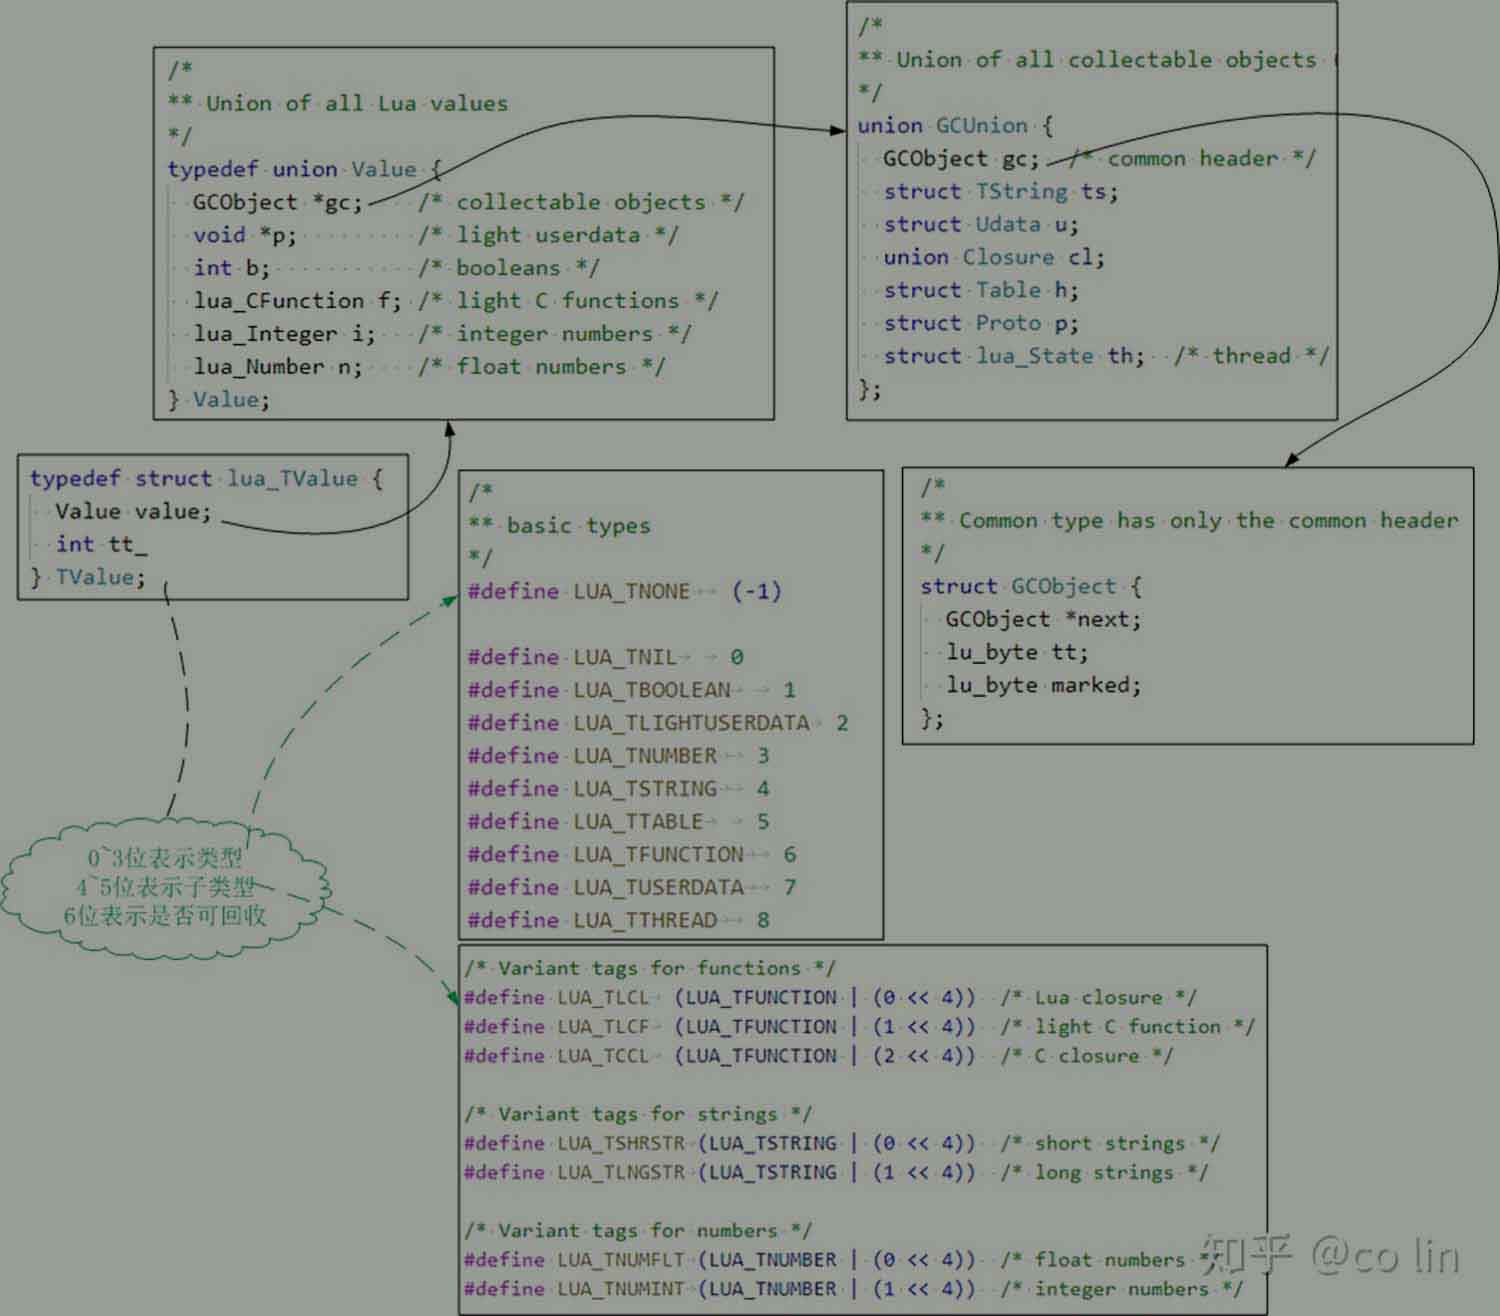 /*
** Union of all Lua values
*/
typedef union Value {
GCObject *gc; /* collectable objects */
void *p; /* light userdata */
int b; /* booleans */
lua_CFunction f; /* light C functions */
lua_Integer i; /* integer numbers */
lua_Number n; /* float numbers */
} Value;
/*
** Union of all collectable objects (
*/
union GCUnion {
GCObject gc; /* common header */
struct TString ts;
struct Udata u;
union Closure cl;
struct Table h;
struct Proto p;
struct lua_State th; /* thread */
};
typedef struct lua_TValue {
Value value;
int tt_
} TValue;
/*
** basic types
*/
#define LUA_TNONE (-1)
#define LUA_TNIL 0
#define LUA_TBOOLEAN 1
#define LUA_TLIGHTUSERDATA 2
#define LUA_TNUMBER 3
#define LUA_TSTRING 4
#define LUA_TTABLE 5
#define LUA_TFUNCTION 6
#define LUA_TUSERDATA 7
#define LUA_TTHREAD 8
/*
** Common type has only the common header
*/
struct GCObject {
GCObject *next;
lu_byte tt;
lu_byte marked;
};
0~3位表示类型
4~5位表示子类型
6位表示是否可回收
/* Variant tags for functions */
#define LUA_TLCL (LUA_TFUNCTION | (0 << 4)) /* Lua closure */
#define LUA_TLCF (LUA_TFUNCTION | (1 << 4)) /* light C function */
#define LUA_TCCL (LUA_TFUNCTION | (2 << 4)) /* C closure */
/* Variant tags for strings */
#define LUA_TSHRSTR (LUA_TSTRING | (0 << 4)) /* short strings */
#define LUA_TLNGSTR (LUA_TSTRING | (1 << 4)) /* long strings */
/* Variant tags for numbers */
#define LUA_TNUMFLT (LUA_TNUMBER | (0 << 4)) /* float numbers */
#define LUA_TNUMINT (LUA_TNUMBER | (1 << 4)) /* integer numbers */
知乎 @co lin